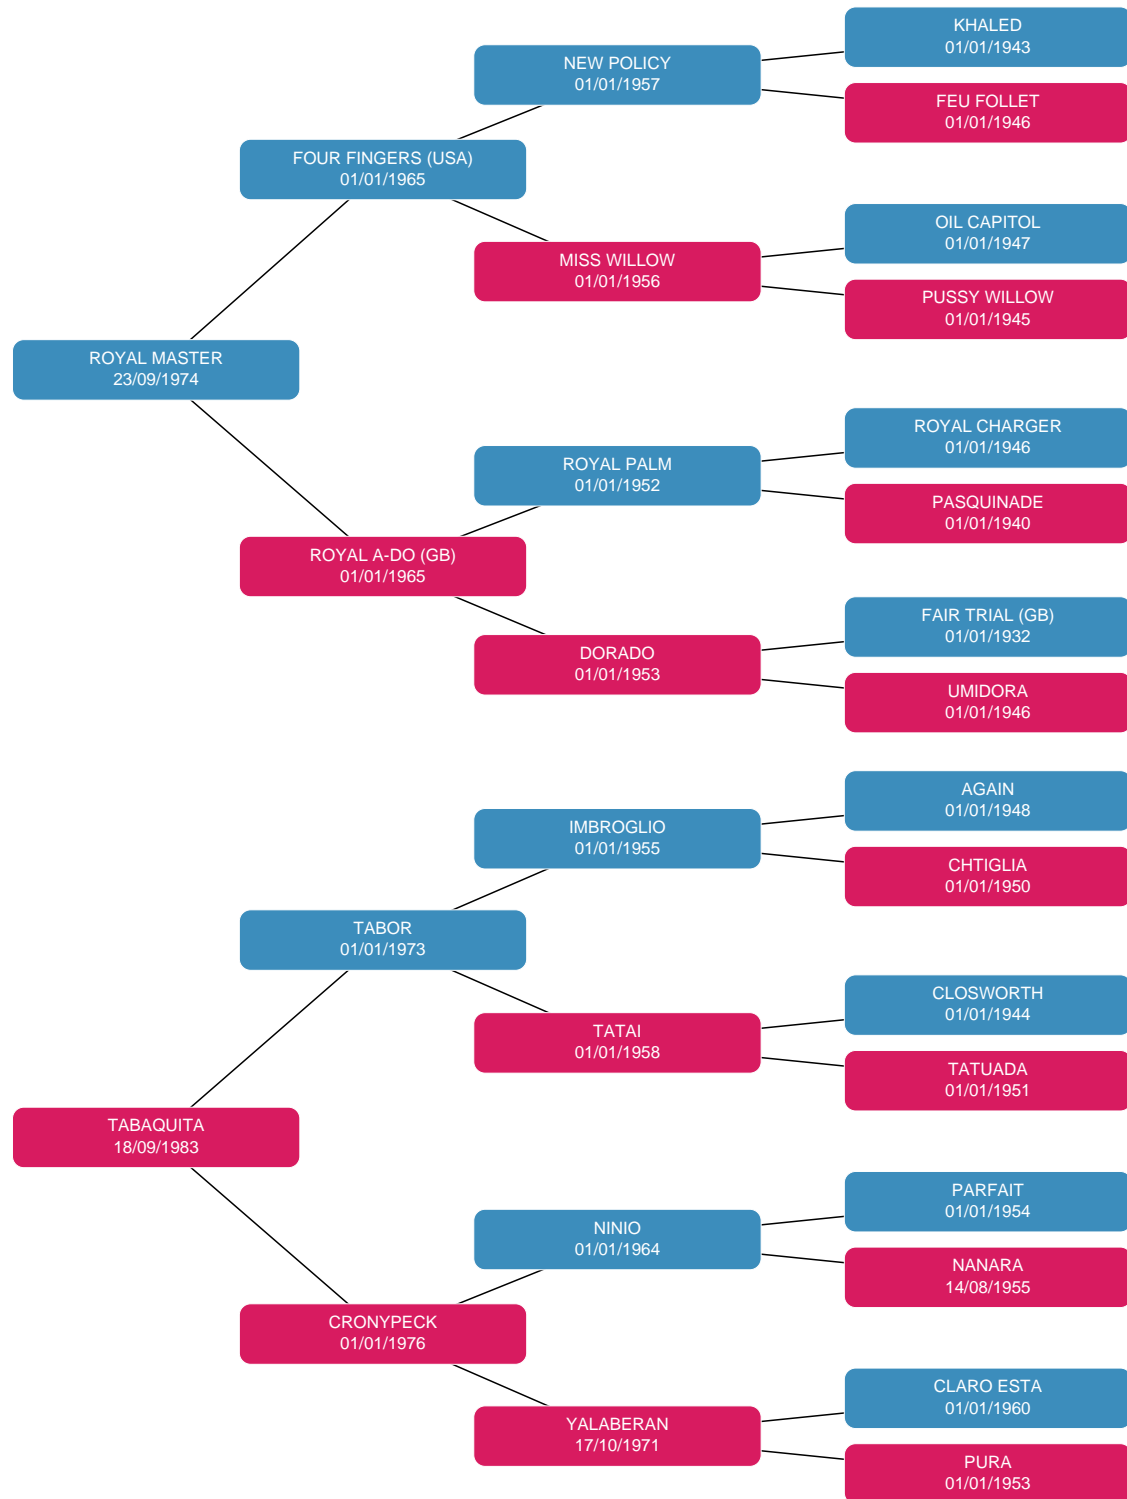 KHALED
01/01/1943
NEW POLICY
01/01/1957
FEU FOLLET
01/01/1946
FOUR FINGERS (USA)
01/01/1965
OIL CAPITOL
01/01/1947
MISS WILLOW
01/01/1956
PUSSY WILLOW
01/01/1945
ROYAL MASTER
23/09/1974
ROYAL CHARGER
01/01/1946
ROYAL PALM
01/01/1952
PASQUINADE
01/01/1940
ROYAL A-DO (GB)
01/01/1965
FAIR TRIAL (GB)
01/01/1932
DORADO
01/01/1953
UMIDORA
01/01/1946
AGAIN
01/01/1948
IMBROGLIO
01/01/1955
CHTIGLIA
01/01/1950
TABOR
01/01/1973
CLOSWORTH
01/01/1944
TATAI
01/01/1958
TATUADA
01/01/1951
TABAQUITA
18/09/1983
PARFAIT
01/01/1954
NINIO
01/01/1964
NANARA
14/08/1955
CRONYPECK
01/01/1976
CLARO ESTA
01/01/1960
YALABERAN
17/10/1971
PURA
01/01/1953